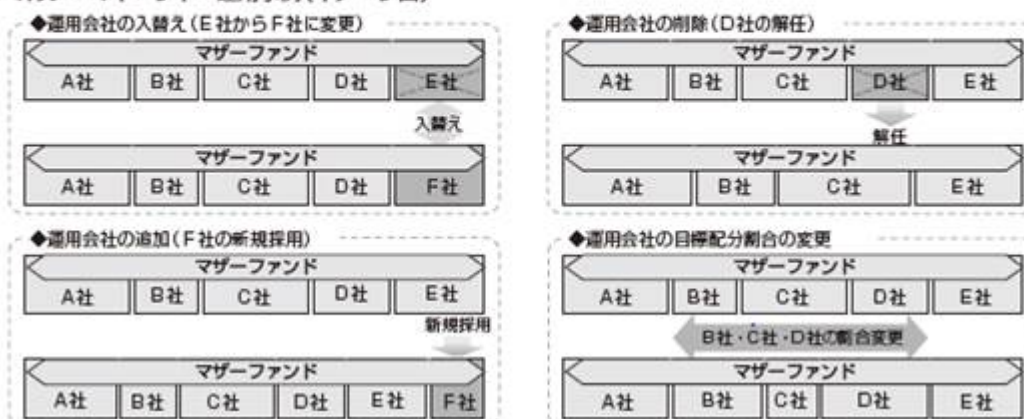 ◆運用会社の入替え(E社からF社に変更)
マザーファンド
A社 B社 C社 D社 E社
入替え
マザーファンド
A社 B社 C社 D社 F社
◆運用会社の削除(D社の解任)
マザーファンド
A社 B社 C社 D社 E社
解任
マザーファンド
A社 B社 C社 E社
◆運用会社の追加(F社の新規採用)
マザーファンド
A社 B社 C社 D社 E社
新規採用
マザーファンド
A社 B社 C社 D社 E社 F社
◆運用会社の目標配分割合の変更
マザーファンド
A社 B社 C社 D社 E社
B社・C社・D社の割合変更
マザーファンド
A社 B社 C社 D社 E社